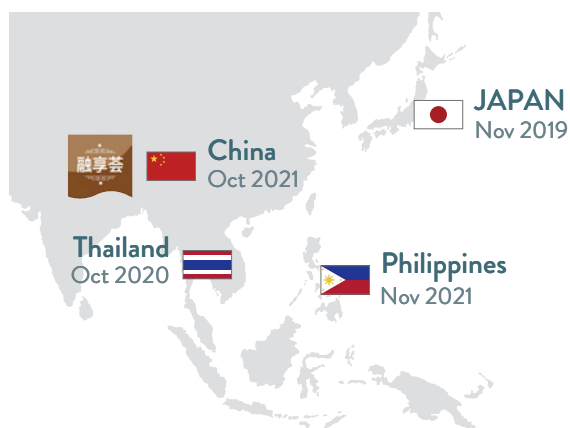 JAPAN
Nov 2019
融享荟
China
Oct 2021
Thailand
Oct 2020
Philippines
Nov 2021